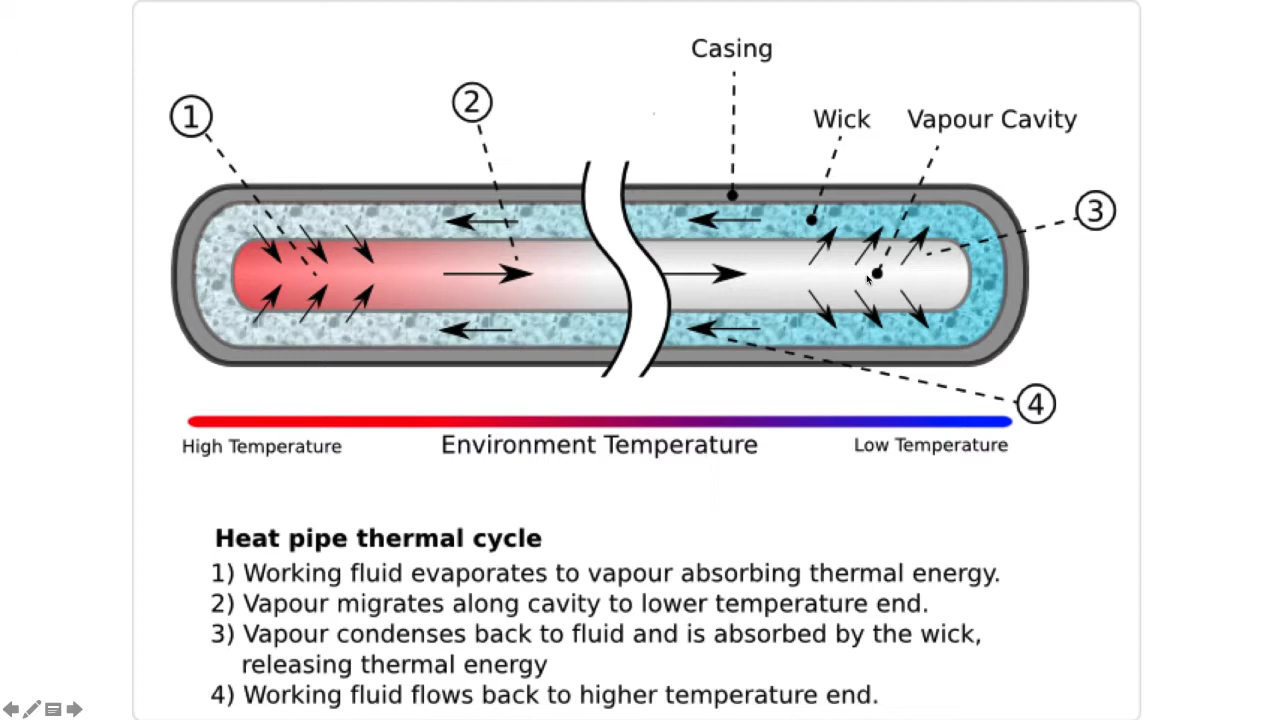 Casing
2
1
Wick
Vapour Cavity
3
4
High Temperature
Environment Temperature
Low Temperature
Heat pipe thermal cycle
1) Working fluid evaporates to vapour absorbing thermal energy.
2) Vapour migrates along cavity to lower temperature end.
3) Vapour condenses back to fluid and is absorbed by the wick,
releasing thermal energy
4) Working fluid flows back to higher temperature end.